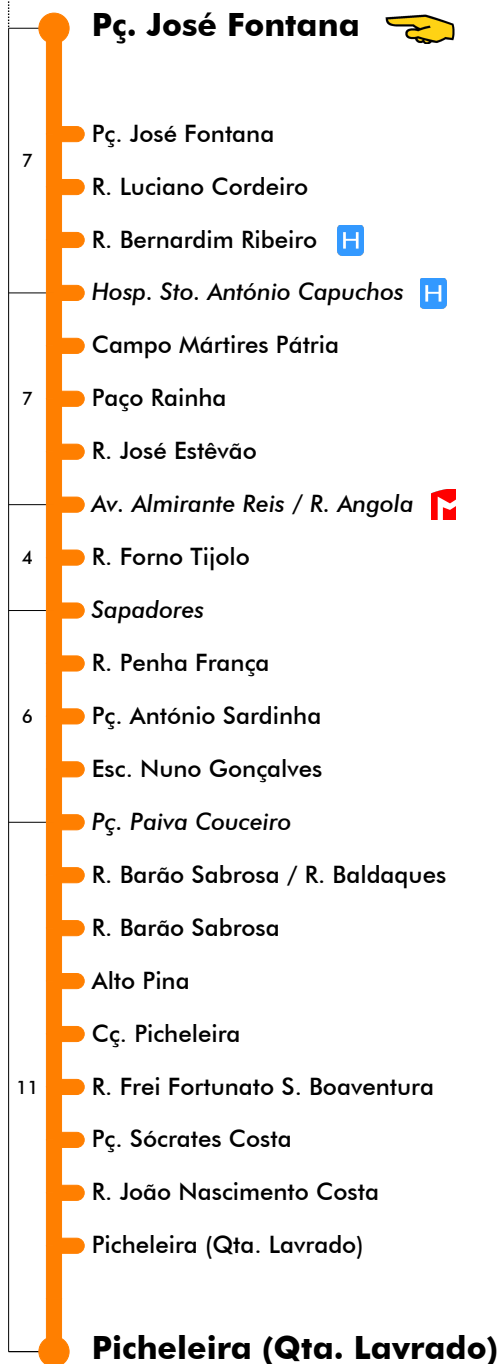 Pç. José Fontana
Pç. José Fontana
7
R. Luciano Cordeiro
R. Bernardim Ribeiro H
Hosp. Sto. António Capuchos H
Campo Mártires Pátria
7 Paço Rainha
R. José Estêvão
Av. Almirante Reis / R. Angola M
4 R. Forno Tijolo
Sapadores
R. Penha França
6 Pç. António Sardinha
Esc. Nuno Gonçalves
Pç. Paiva Couceiro
R. Barão Sabrosa / R. Baldaques
R. Barão Sabrosa
Alto Pina
Cç. Picheleira
11 R. Frei Fortunato S. Boaventura
Pç. Sócrates Costa
R. João Nascimento Costa
Picheleira (Qta. Lavrado)
Picheleira (Qta. Lavrado)